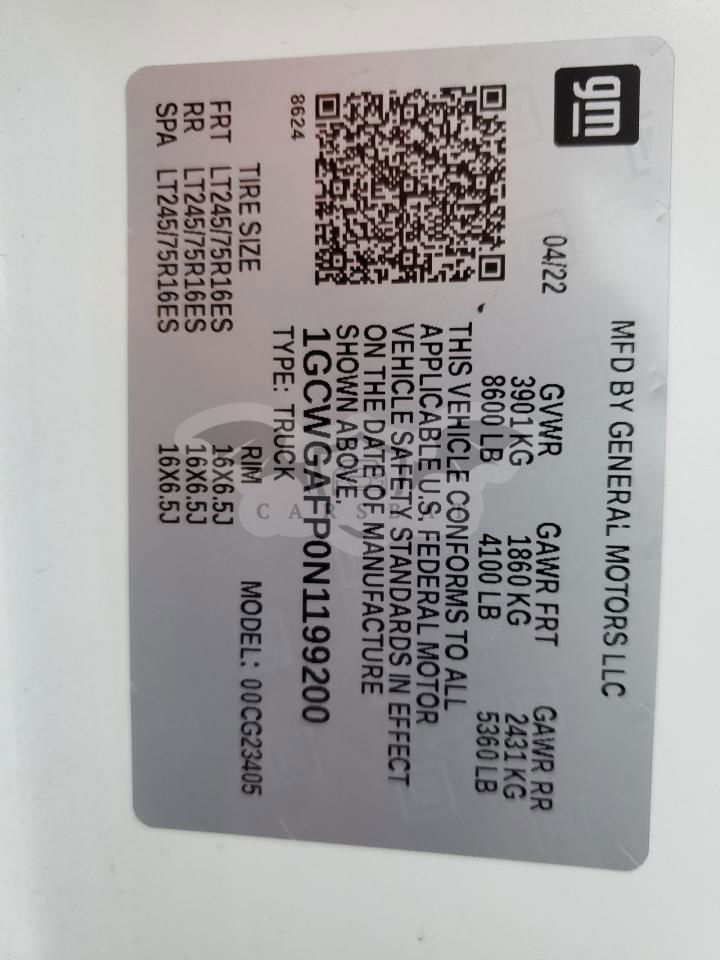 gm
MFD BY GENERAL MOTORS LLC
04/22
GVWR GAWR FRT GAWR RR
3901 KG 1860 KG 2431 KG
8600 LB 4100 LB 5360 LB
THIS VEHICLE CONFORMS TO ALL
APPLICABLE U.S. FEDERAL MOTOR
VEHICLE SAFETY STANDARDS IN EFFECT
ON THE DATE OF MANUFACTURE
SHOWN ABOVE.
1GCWGAFP0N1199200
8624
TYPE: TRUCK
TIRE SIZE RIM MODEL: 00CG23405
FRT LT245/75R16ES 16X6.5J
RR LT245/75R16ES 16X6.5J
SPA LT245/75R16ES 16X6.5J